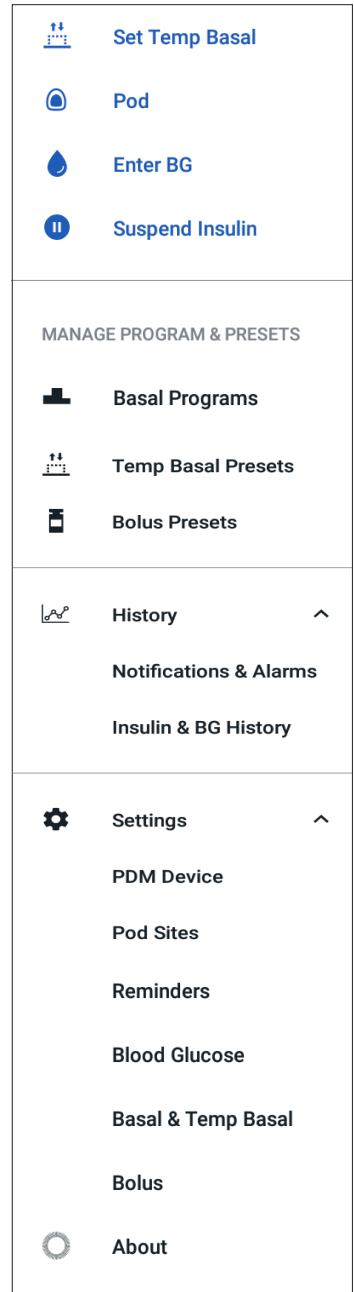 Set Temp Basal
Pod
Enter BG
Suspend Insulin
MANAGE PROGRAM & PRESETS
Basal Programs
Temp Basal Presets
Bolus Presets
History
Notifications & Alarms
Insulin & BG History
Settings
PDM Device
Pod Sites
Reminders
Blood Glucose
Basal & Temp Basal
Bolus
About